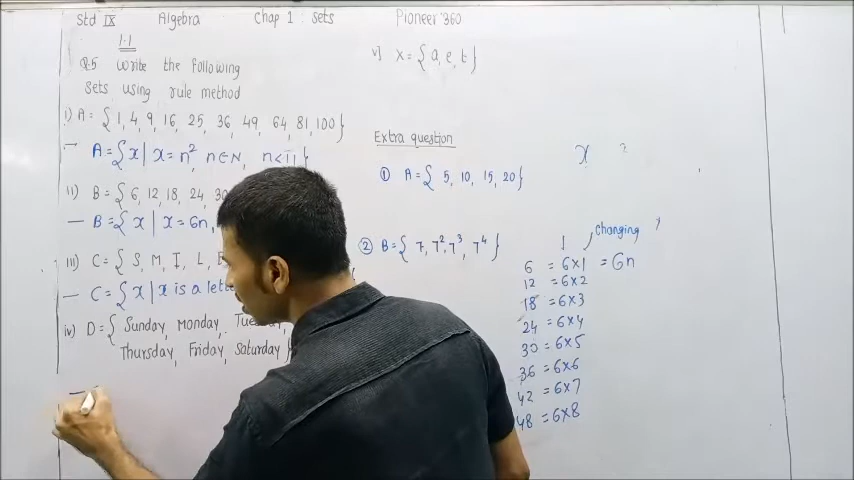 Std IX Algebra Chap 1 : Sets Pioneer 360
1.1
Q.5 Write the following
Sets using rule method
i) A = { 1, 4, 9, 16, 25, 36, 49, 64, 81, 100 }
— A = { x | x = n², n ∈ N, n < 11 }
ii) B = { 6, 12, 18, 24, 30
— B = { x | x = 6n,
iii) C = { S, M, I, L, E
— C = { x | x is a
iv) D = { Sunday, Monday,
Thursday, Friday, Saturday }
—
v) X = { a, e, t }
Extra question
① A = { 5, 10, 15, 20 }
② B = { 7, 7², 7³, 7⁴ }
x
Changing
6 = 6×1 = 6n
12 = 6×2
18 = 6×3
24 = 6×4
30 = 6×5
36 = 6×6
42 = 6×7
48 = 6×8